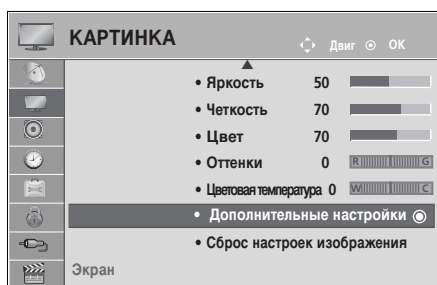 КАРТИНКА Двиг ОК
• Яркость 50
• Четкость 70
• Цвет 70
• Оттенки 0 R G
• Цветовая температура 0 W C
• Дополнительные настройки
• Сброс настроек изображения
Экран